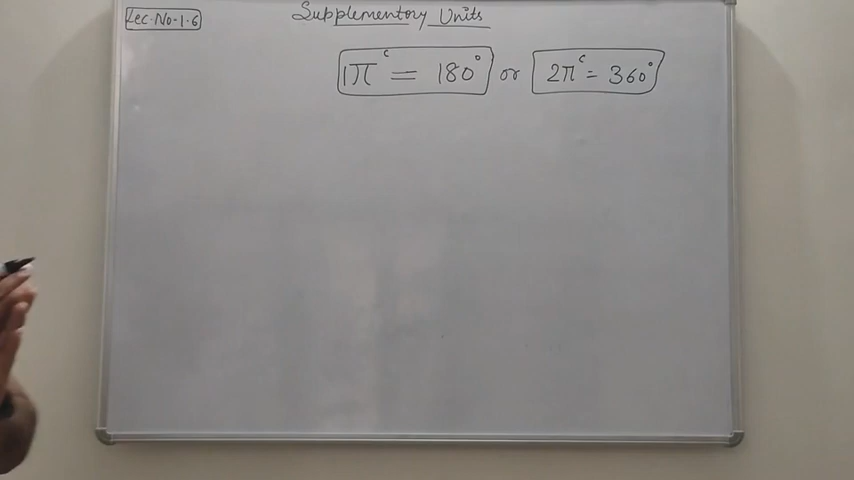 Lec. No-1.6
Supplementory Units
1π^c = 180° or 2π^c = 360°